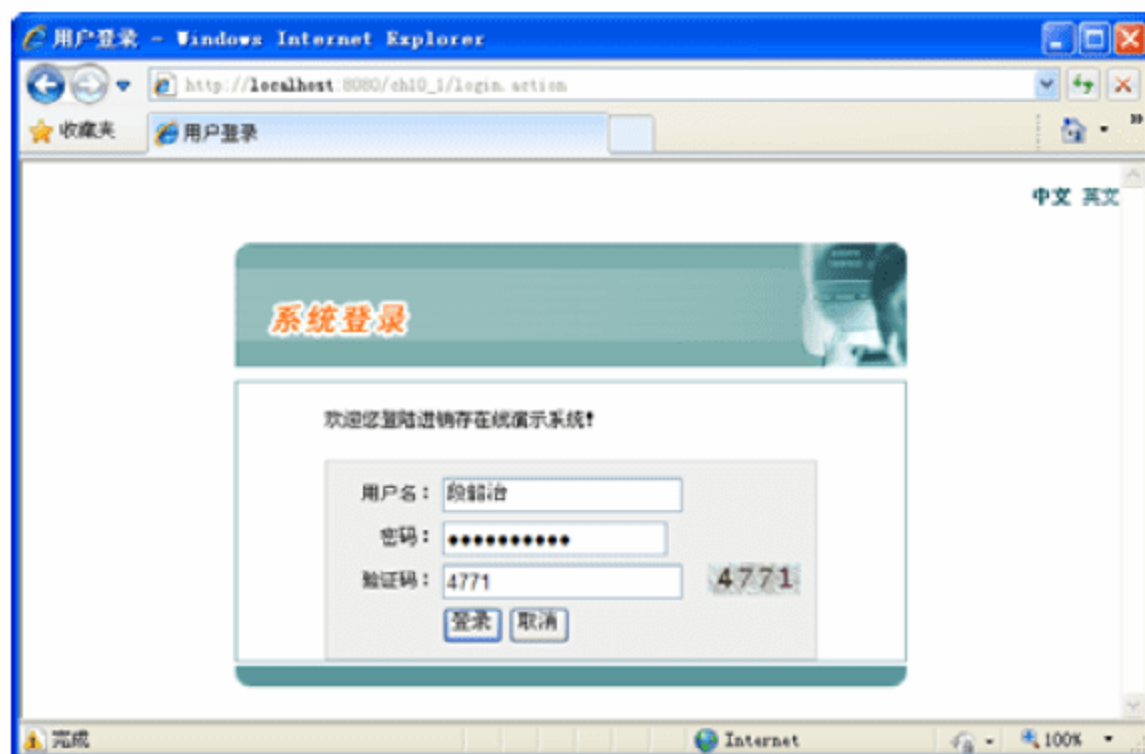 用户登录 - Windows Internet Explorer
http://localhost:8080/ch10_1/login.action
收藏夹 用户登录
中文 英文
系统登录
欢迎您登陆进销存在线演示系统!
用户名: 段韶治
密码: ••••••••••
验证码: 4771 4771
登录 取消
完成 Internet 100%